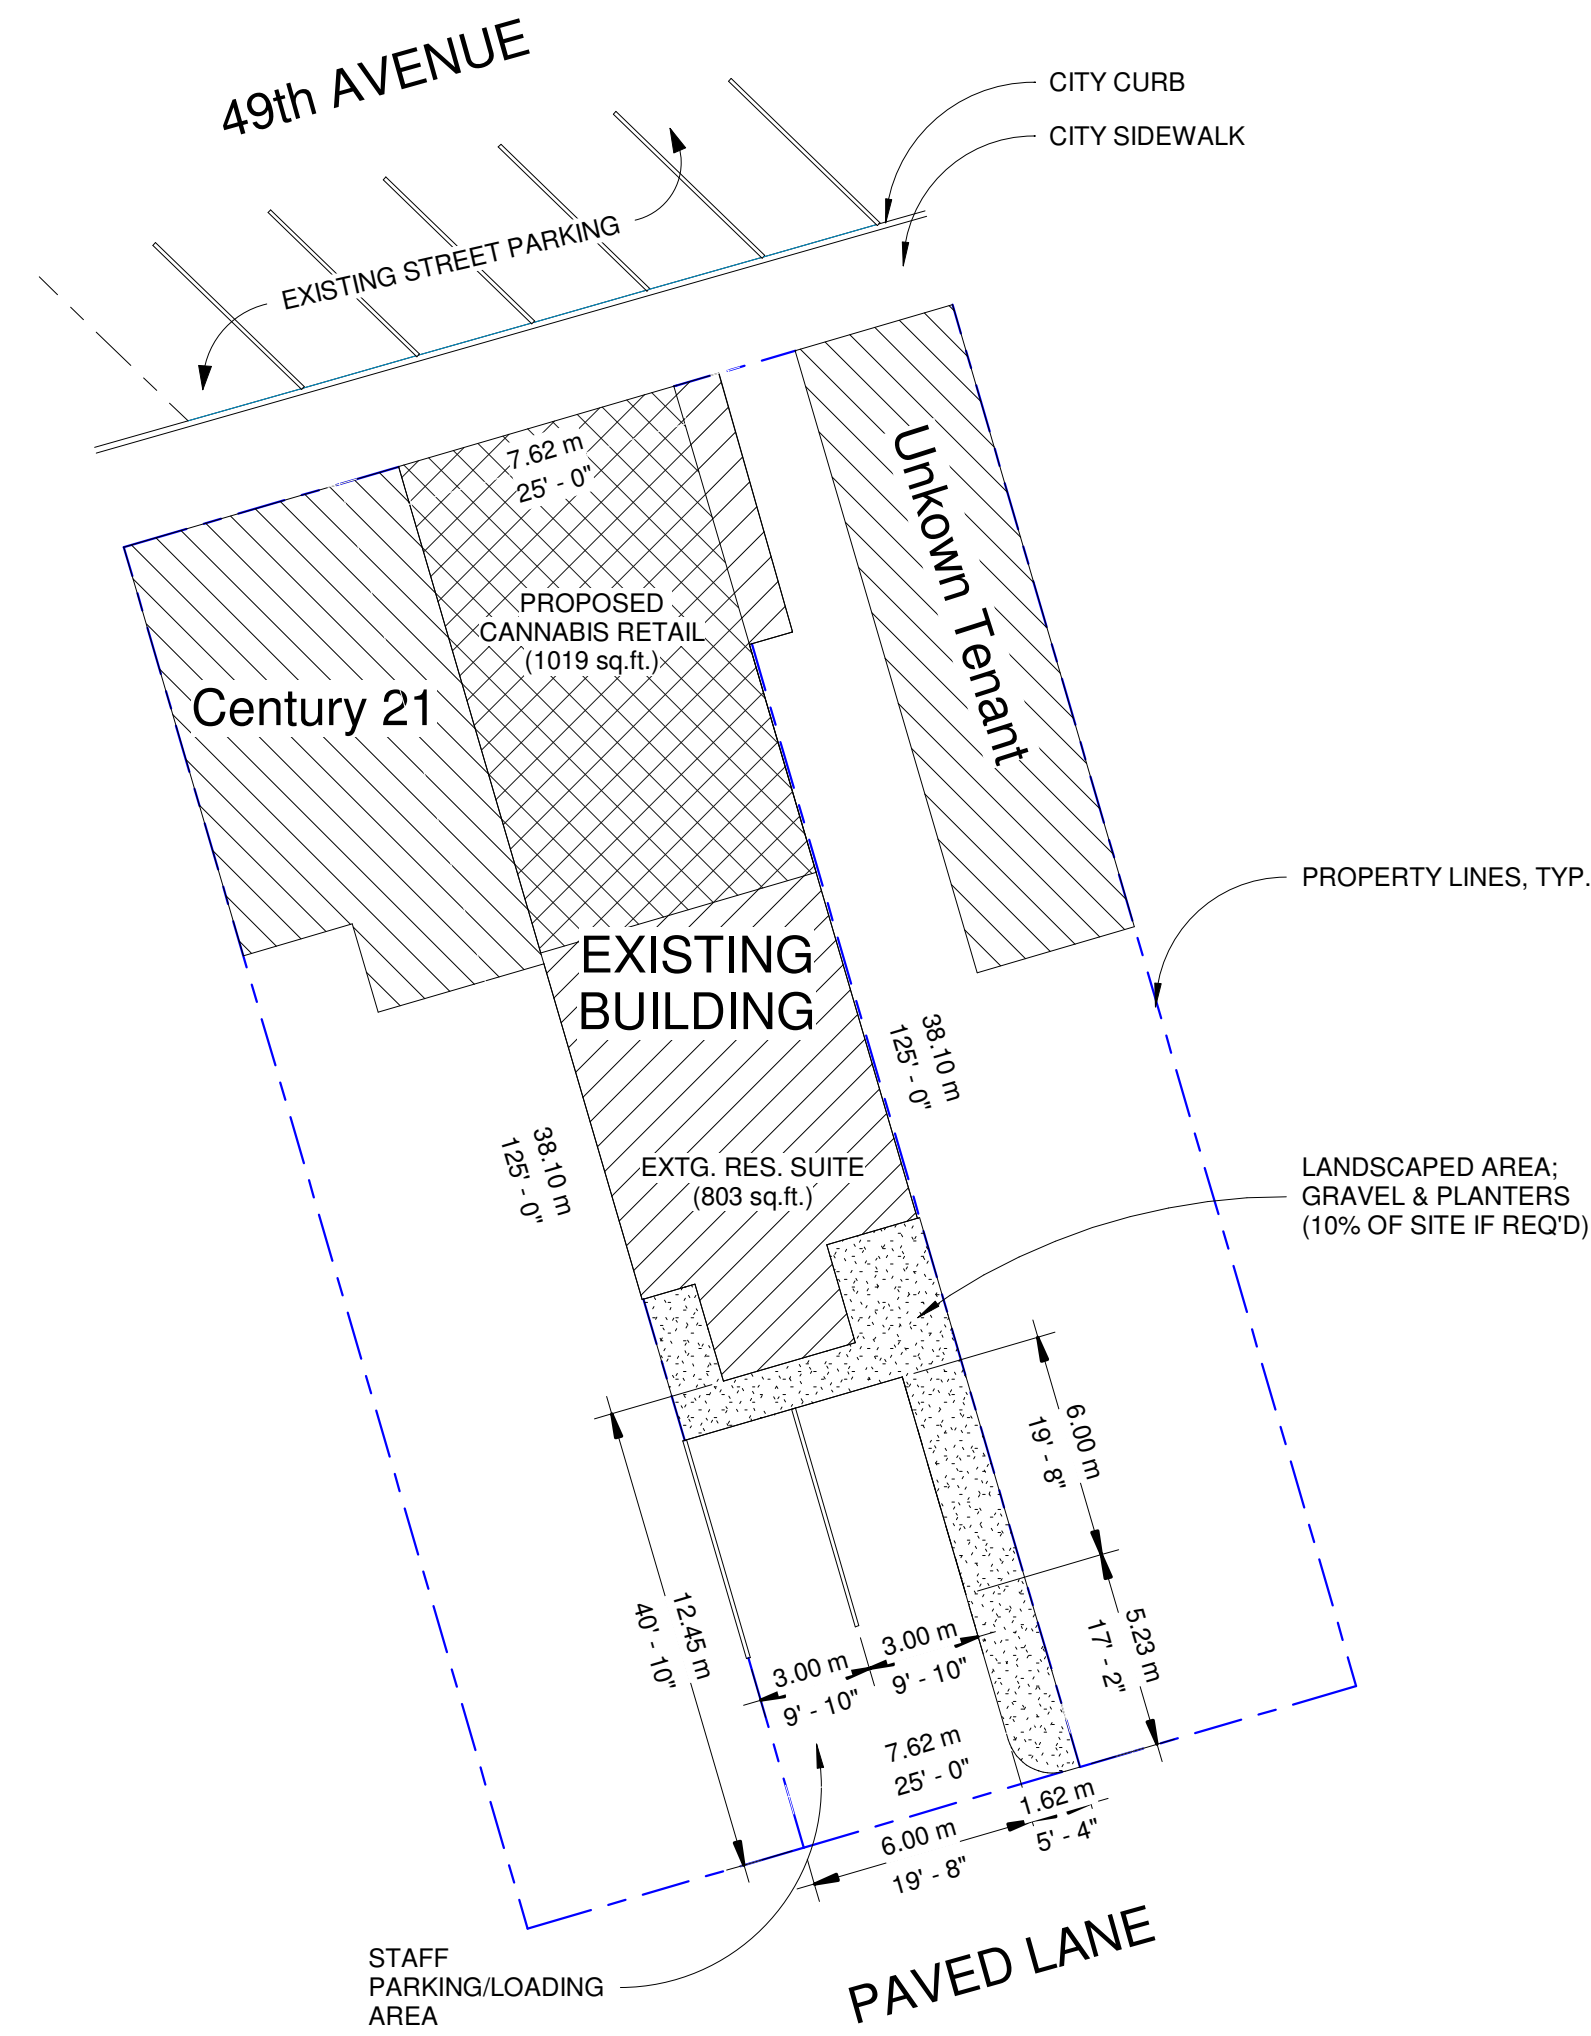 49th AVENUE
CITY CURB
CITY SIDEWALK
EXISTING STREET PARKING
7.62 m
25' - 0"
Unkown Tenant
PROPOSED
CANNABIS RETAIL
(1019 sq.ft.)
Century 21
PROPERTY LINES, TYP.
EXISTING
BUILDING
38.10 m
125' - 0"
38.10 m
125' - 0"
EXTG. RES. SUITE
(803 sq.ft.)
LANDSCAPED AREA;
GRAVEL & PLANTERS
(10% OF SITE IF REQ'D)
6.00 m
19' - 8"
12.45 m
40' - 10"
5.23 m
17' - 2"
3.00 m
9' - 10"
3.00 m
9' - 10"
7.62 m
25' - 0"
1.62 m
5' - 4"
6.00 m
19' - 8"
STAFF
PARKING/LOADING
AREA
PAVED LANE